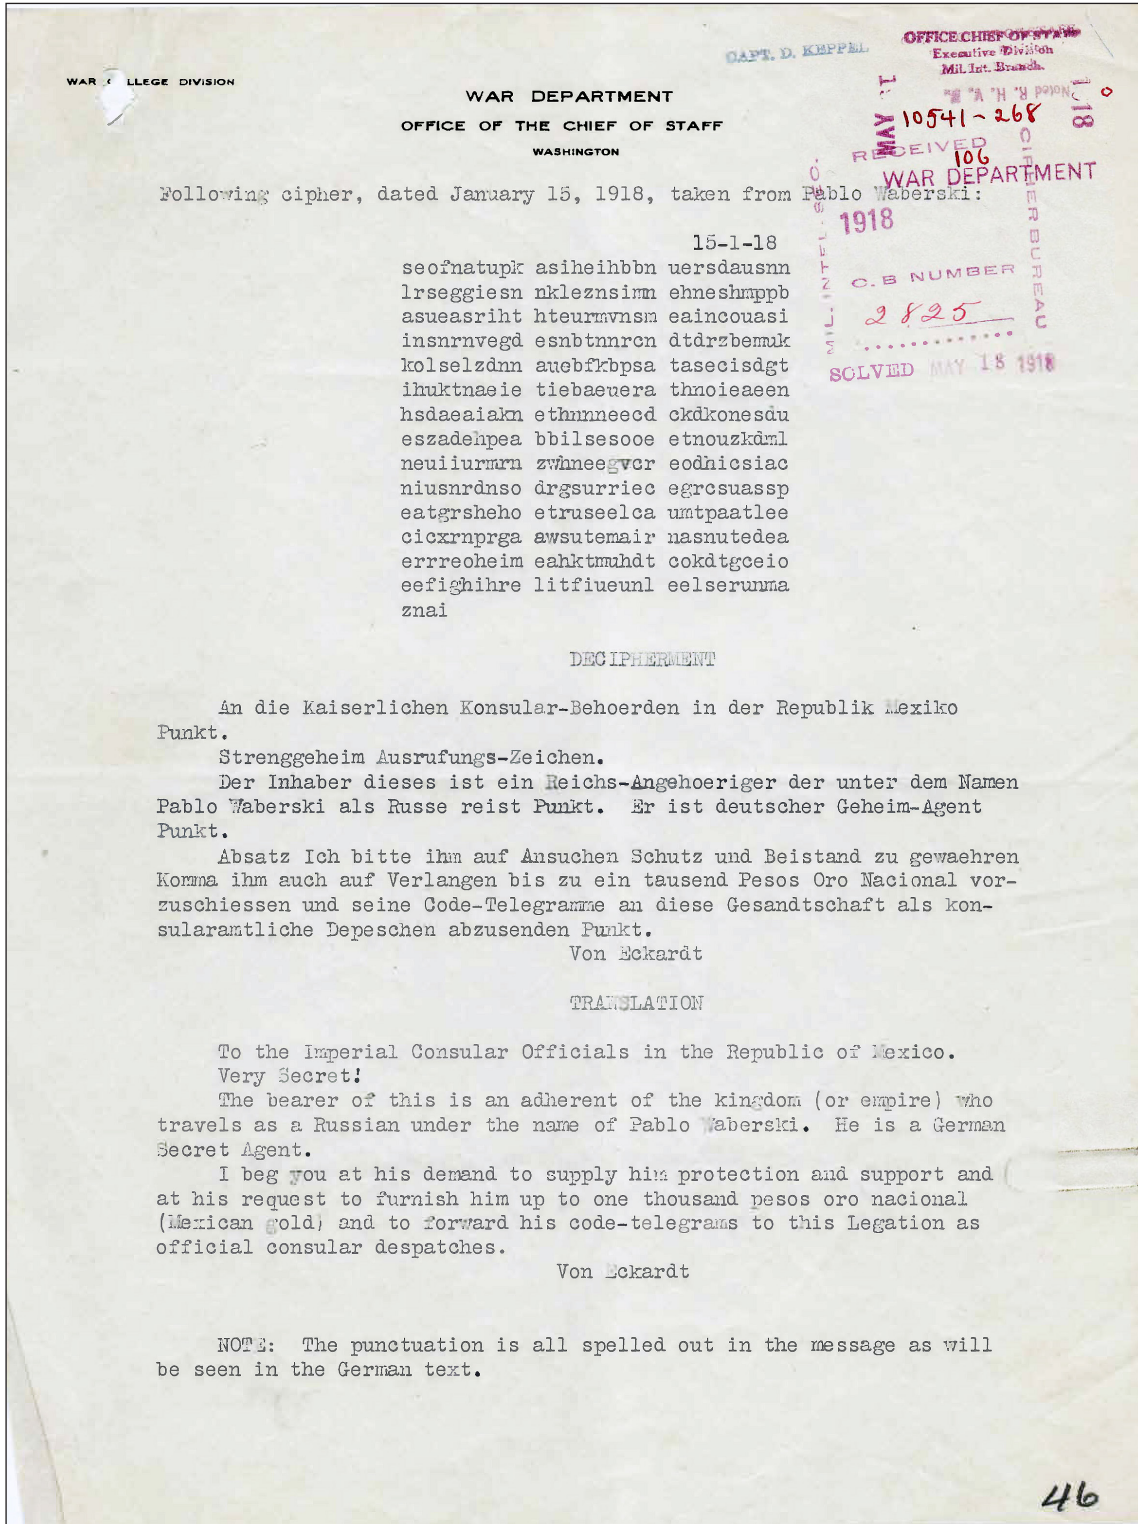 CAPT. D. KEPPEL
OFFICE CHIEF OF STAFF
Executive Division
Mil. Int. Branch.
WAR C LLEGE DIVISION
WAR DEPARTMENT
OFFICE OF THE CHIEF OF STAFF
WASHINGTON
Noted R. H. V. D.
MAY
1918
10541-268
106
RECEIVED
WAR DEPARTMENT
1918
MIL. INTEL. SEC.
CIPHER BUREAU
C.B NUMBER
2825
SOLVED MAY 18 1918
Following cipher, dated January 15, 1918, taken from Pablo Waberski:
15-1-18
seofnatupk asiheihbbn uersdausnn
lrseggiesn nkleznsimn ehneshmppb
asueasriht hteurmvnsm eaincouasi
insnrnvegd esnbtnnrcn dtdrzbemuk
kolselzdnn auebfkbpsa tasecisdgt
ihuktnaeie tiebaeuera thnoieaeen
hsdaeaiakn ethnnneecd ckdkonesdu
eszadehpea bbilsesooe etnouzkdml
neuiiurmrn zwhneegvcr eodhicsiac
niusnrdnso drgsurriec egrcsuassp
eatgrsheho etruseelca umtpaatlee
cicxrnprga awsutemair nasnutedea
errreoheim eahktmuhdt cokdtgceio
eefighihre litfiueunl eelserunma
znai
DECIPHERMENT
An die Kaiserlichen Konsular-Behoerden in der Republik Mexiko
Punkt.
Strenggeheim Ausrufungs-Zeichen.
Der Inhaber dieses ist ein Reichs-Angehoeriger der unter dem Namen
Pablo Waberski als Russe reist Punkt. Er ist deutscher Geheim-Agent
Punkt.
Absatz Ich bitte ihm auf Ansuchen Schutz und Beistand zu gewaehren
Komma ihm auch auf Verlangen bis zu ein tausend Pesos Oro Nacional vor-
zuschiessen und seine Code-Telegramme an diese Gesandtschaft als kon-
sularamtliche Depeschen abzusenden Punkt.
Von Eckardt
TRANSLATION
To the Imperial Consular Officials in the Republic of Mexico.
Very Secret!
The bearer of this is an adherent of the kingdom (or empire) who
travels as a Russian under the name of Pablo Waberski. He is a German
Secret Agent.
I beg you at his demand to supply him protection and support and
at his request to furnish him up to one thousand pesos oro nacional
(Mexican gold) and to forward his code-telegrams to this Legation as
official consular despatches.
Von Eckardt
NOTE: The punctuation is all spelled out in the message as will
be seen in the German text.
46